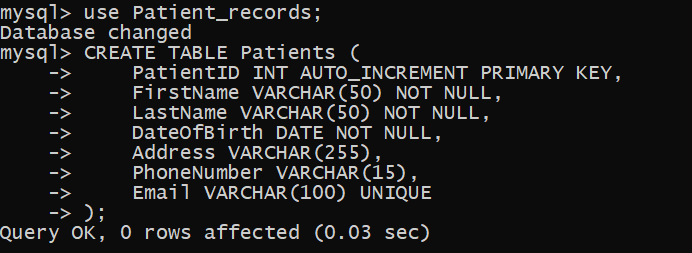 mysql> use Patient_records;
Database changed
mysql> CREATE TABLE Patients (
    ->     PatientID INT AUTO_INCREMENT PRIMARY KEY,
    ->     FirstName VARCHAR(50) NOT NULL,
    ->     LastName VARCHAR(50) NOT NULL,
    ->     DateOfBirth DATE NOT NULL,
    ->     Address VARCHAR(255),
    ->     PhoneNumber VARCHAR(15),
    ->     Email VARCHAR(100) UNIQUE
    -> );
Query OK, 0 rows affected (0.03 sec)